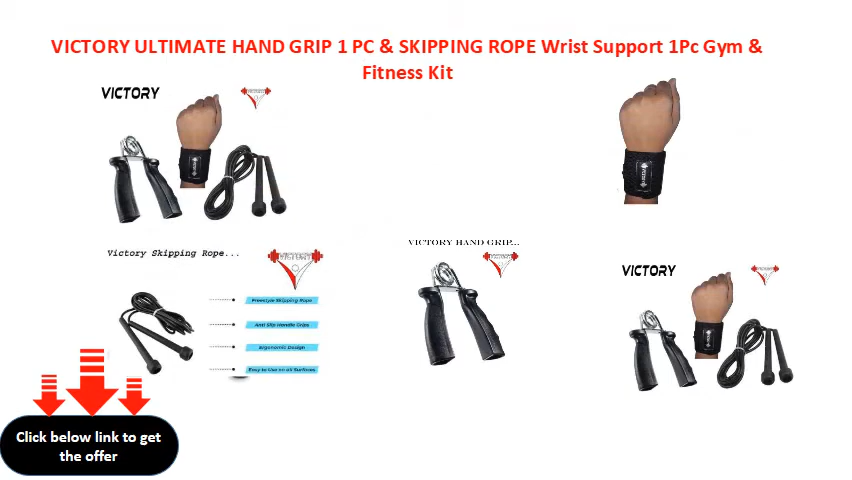 VICTORY ULTIMATE HAND GRIP 1 PC & SKIPPING ROPE Wrist Support 1Pc Gym &
Fitness Kit
VICTORY
Victory Skipping Rope...
VICTORY
Freestyle Skipping Rope
Anti Slip Handle Grips
Ergonomic Design
Easy to Use on all Surfaces
VICTORY HAND GRIP...
VICTORY
Click below link to get
the offer